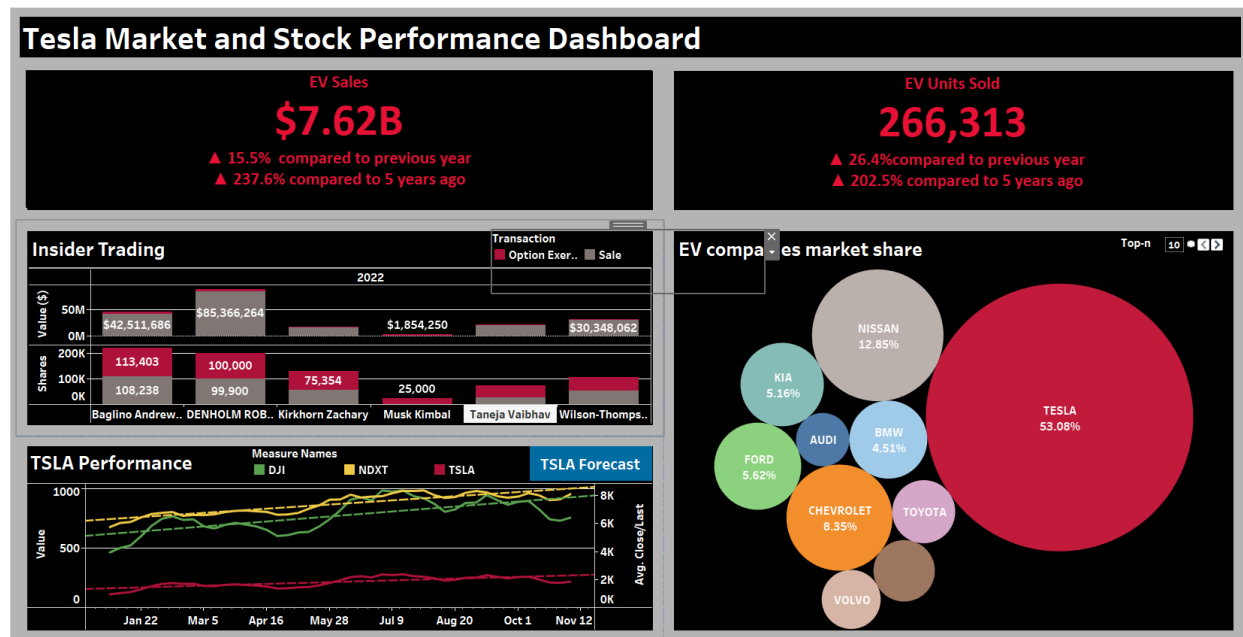 Tesla Market and Stock Performance Dashboard
EV Sales
$7.62B
▲ 15.5% compared to previous year
▲ 237.6% compared to 5 years ago
EV Units Sold
266,313
▲ 26.4%compared to previous year
▲ 202.5% compared to 5 years ago
Insider Trading
Transaction
Option Exer.. Sale
2022
Value ($)
50M
0M
$42,511,686
$85,366,264
$1,854,250
$30,348,062
Shares
200K
100K
0K
113,403
100,000
75,354
25,000
108,238
99,900
Baglino Andrew.. DENHOLM ROB.. Kirkhorn Zachary Musk Kimbal Taneja Vaibhav Wilson-Thomps..
TSLA Performance
Measure Names
DJI NDXT TSLA
TSLA Forecast
Value
1000
500
0
8K
6K
4K
2K
0K
Avg. Close/Last
Jan 22 Mar 5 Apr 16 May 28 Jul 9 Aug 20 Oct 1 Nov 12
EV compa es market share
Top-n 10
NISSAN
12.85%
KIA
5.16%
TESLA
53.08%
AUDI
BMW
4.51%
FORD
5.62%
CHEVROLET
8.35%
TOYOTA
VOLVO